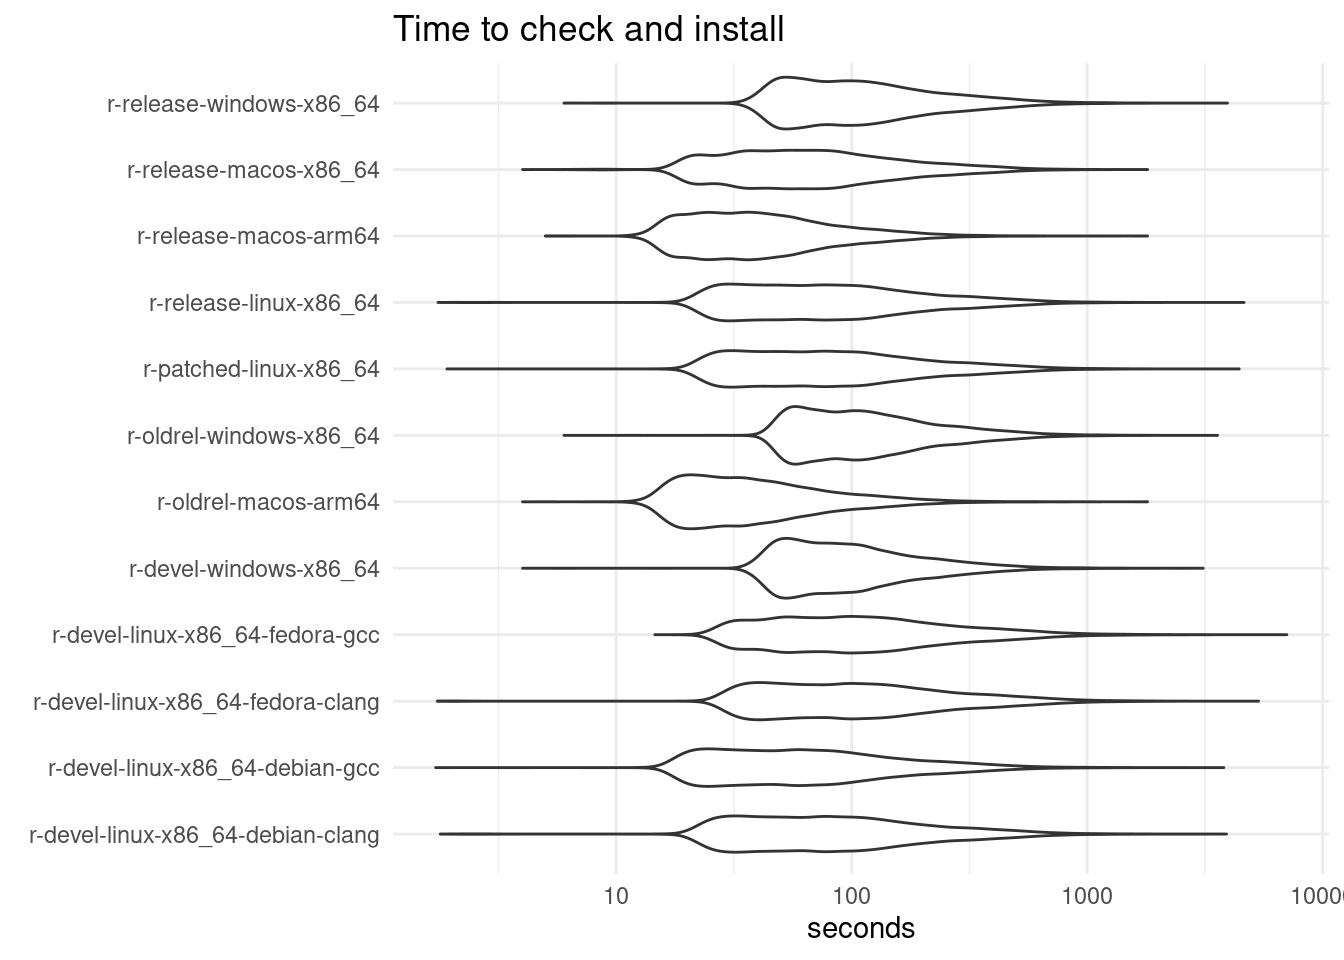 Time to check and install
r-release-windows-x86_64
r-release-macos-x86_64
r-release-macos-arm64
r-release-linux-x86_64
r-patched-linux-x86_64
r-oldrel-windows-x86_64
r-oldrel-macos-arm64
r-devel-windows-x86_64
r-devel-linux-x86_64-fedora-gcc
r-devel-linux-x86_64-fedora-clang
r-devel-linux-x86_64-debian-gcc
r-devel-linux-x86_64-debian-clang
10 100 1000 1000
seconds